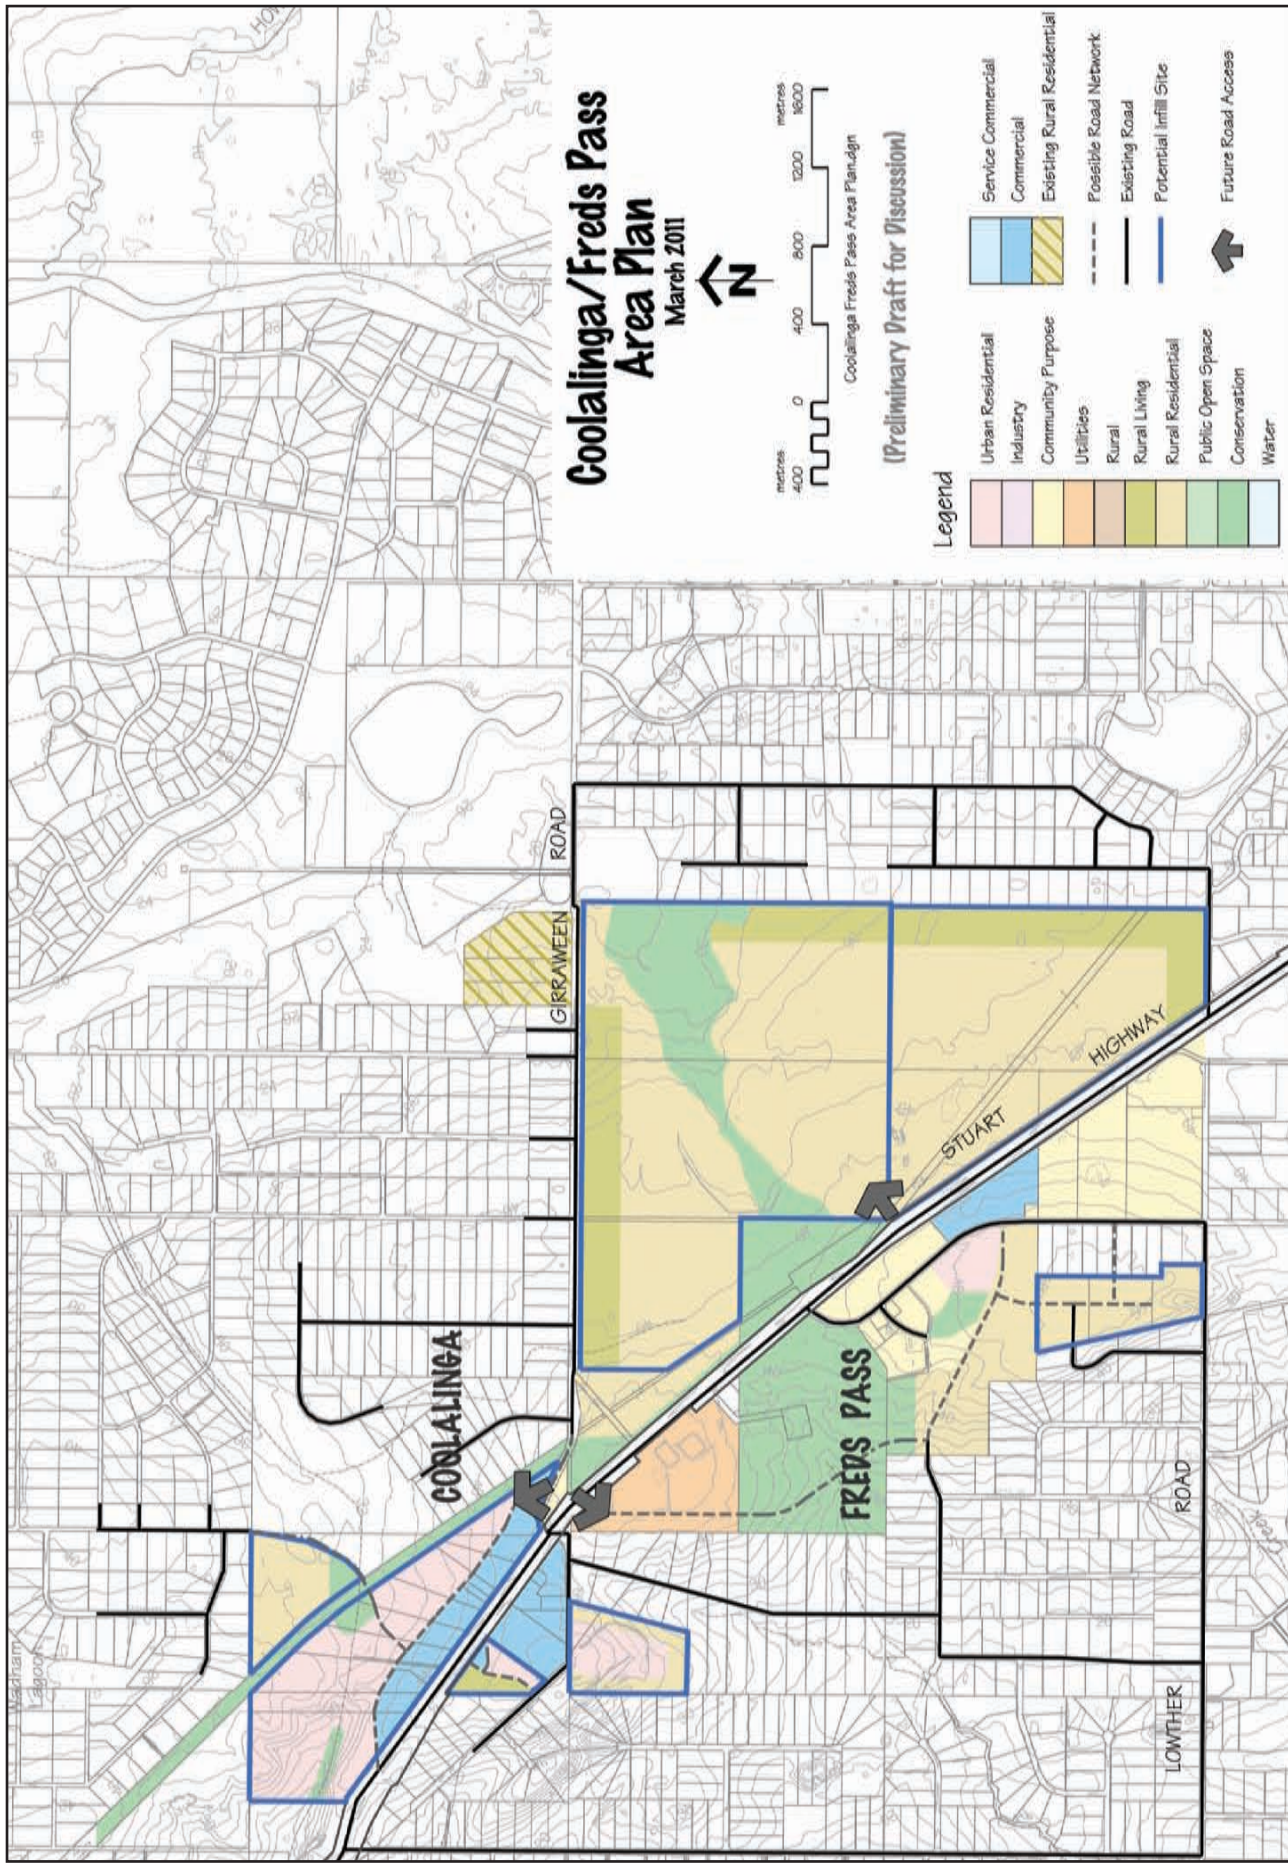 Coolalinga/Freds Pass
Area Plan
March 2011
N
metres
metres
400
0
400
800
1200
1600
Coolalinga Freds Pass Area Plan.dgn
(Preliminary Draft for Discussion)
Legend
Urban Residential
Industry
Community Purpose
Utilities
Rural
Rural Living
Rural Residential
Public Open Space
Conservation
Water
Service Commercial
Commercial
Existing Rural Residential
Possible Road Network
Existing Road
Potential Infill Site
Future Road Access
COOLALINGA
GIRRAWEEN
ROAD
FREDS PASS
STUART
HIGHWAY
LOWTHER
ROAD
Lagoon
Creek